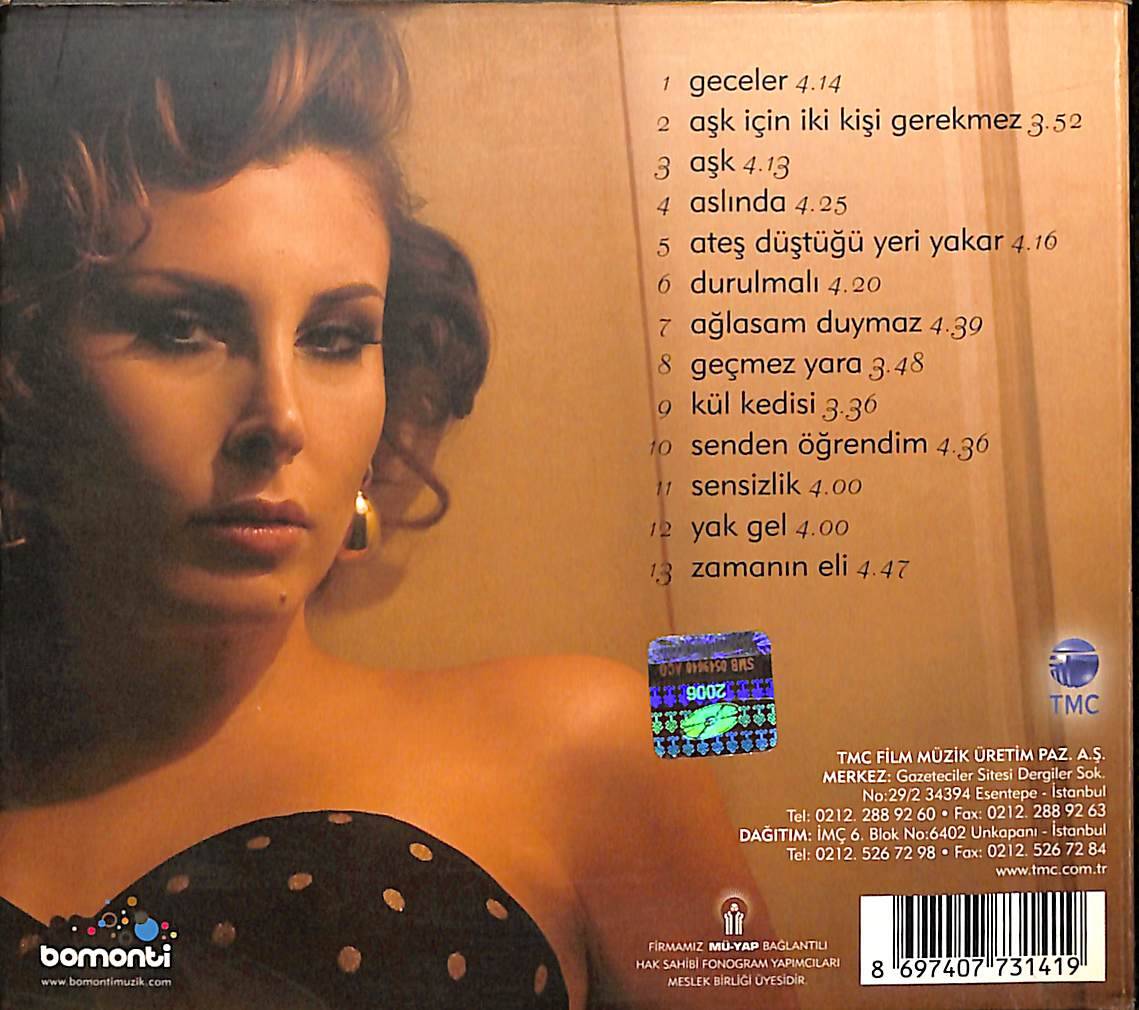 1 geceler 4.14
2 aşk için iki kişi gerekmez 3.52
3 aşk 4.13
4 aslında 4.25
5 ateş düştüğü yeri yakar 4.16
6 durulmalı 4.20
7 ağlasam duymaz 4.39
8 geçmez yara 3.48
9 kül kedisi 3.36
10 senden öğrendim 4.36
11 sensizlik 4.00
12 yak gel 4.00
13 zamanın eli 4.47
2006
TMC
TMC FİLM MÜZİK ÜRETİM PAZ. A.Ş.
MERKEZ: Gazeteciler Sitesi Dergiler Sok.
No:29/2 34394 Esentepe - İstanbul
Tel: 0212. 288 92 60 • Fax: 0212. 288 92 63
DAĞITIM: İMÇ 6. Blok No:6402 Unkapanı - İstanbul
Tel: 0212. 526 72 98 • Fax: 0212. 526 72 84
www.tmc.com.tr
bomonti
www.bomontimuzik.com
FİRMAMIZ MÜ-YAP BAĞLANTILI
HAK SAHİBİ FONOGRAM YAPIMCILARI
MESLEK BİRLİĞİ ÜYESİDİR.
8 697407 731419